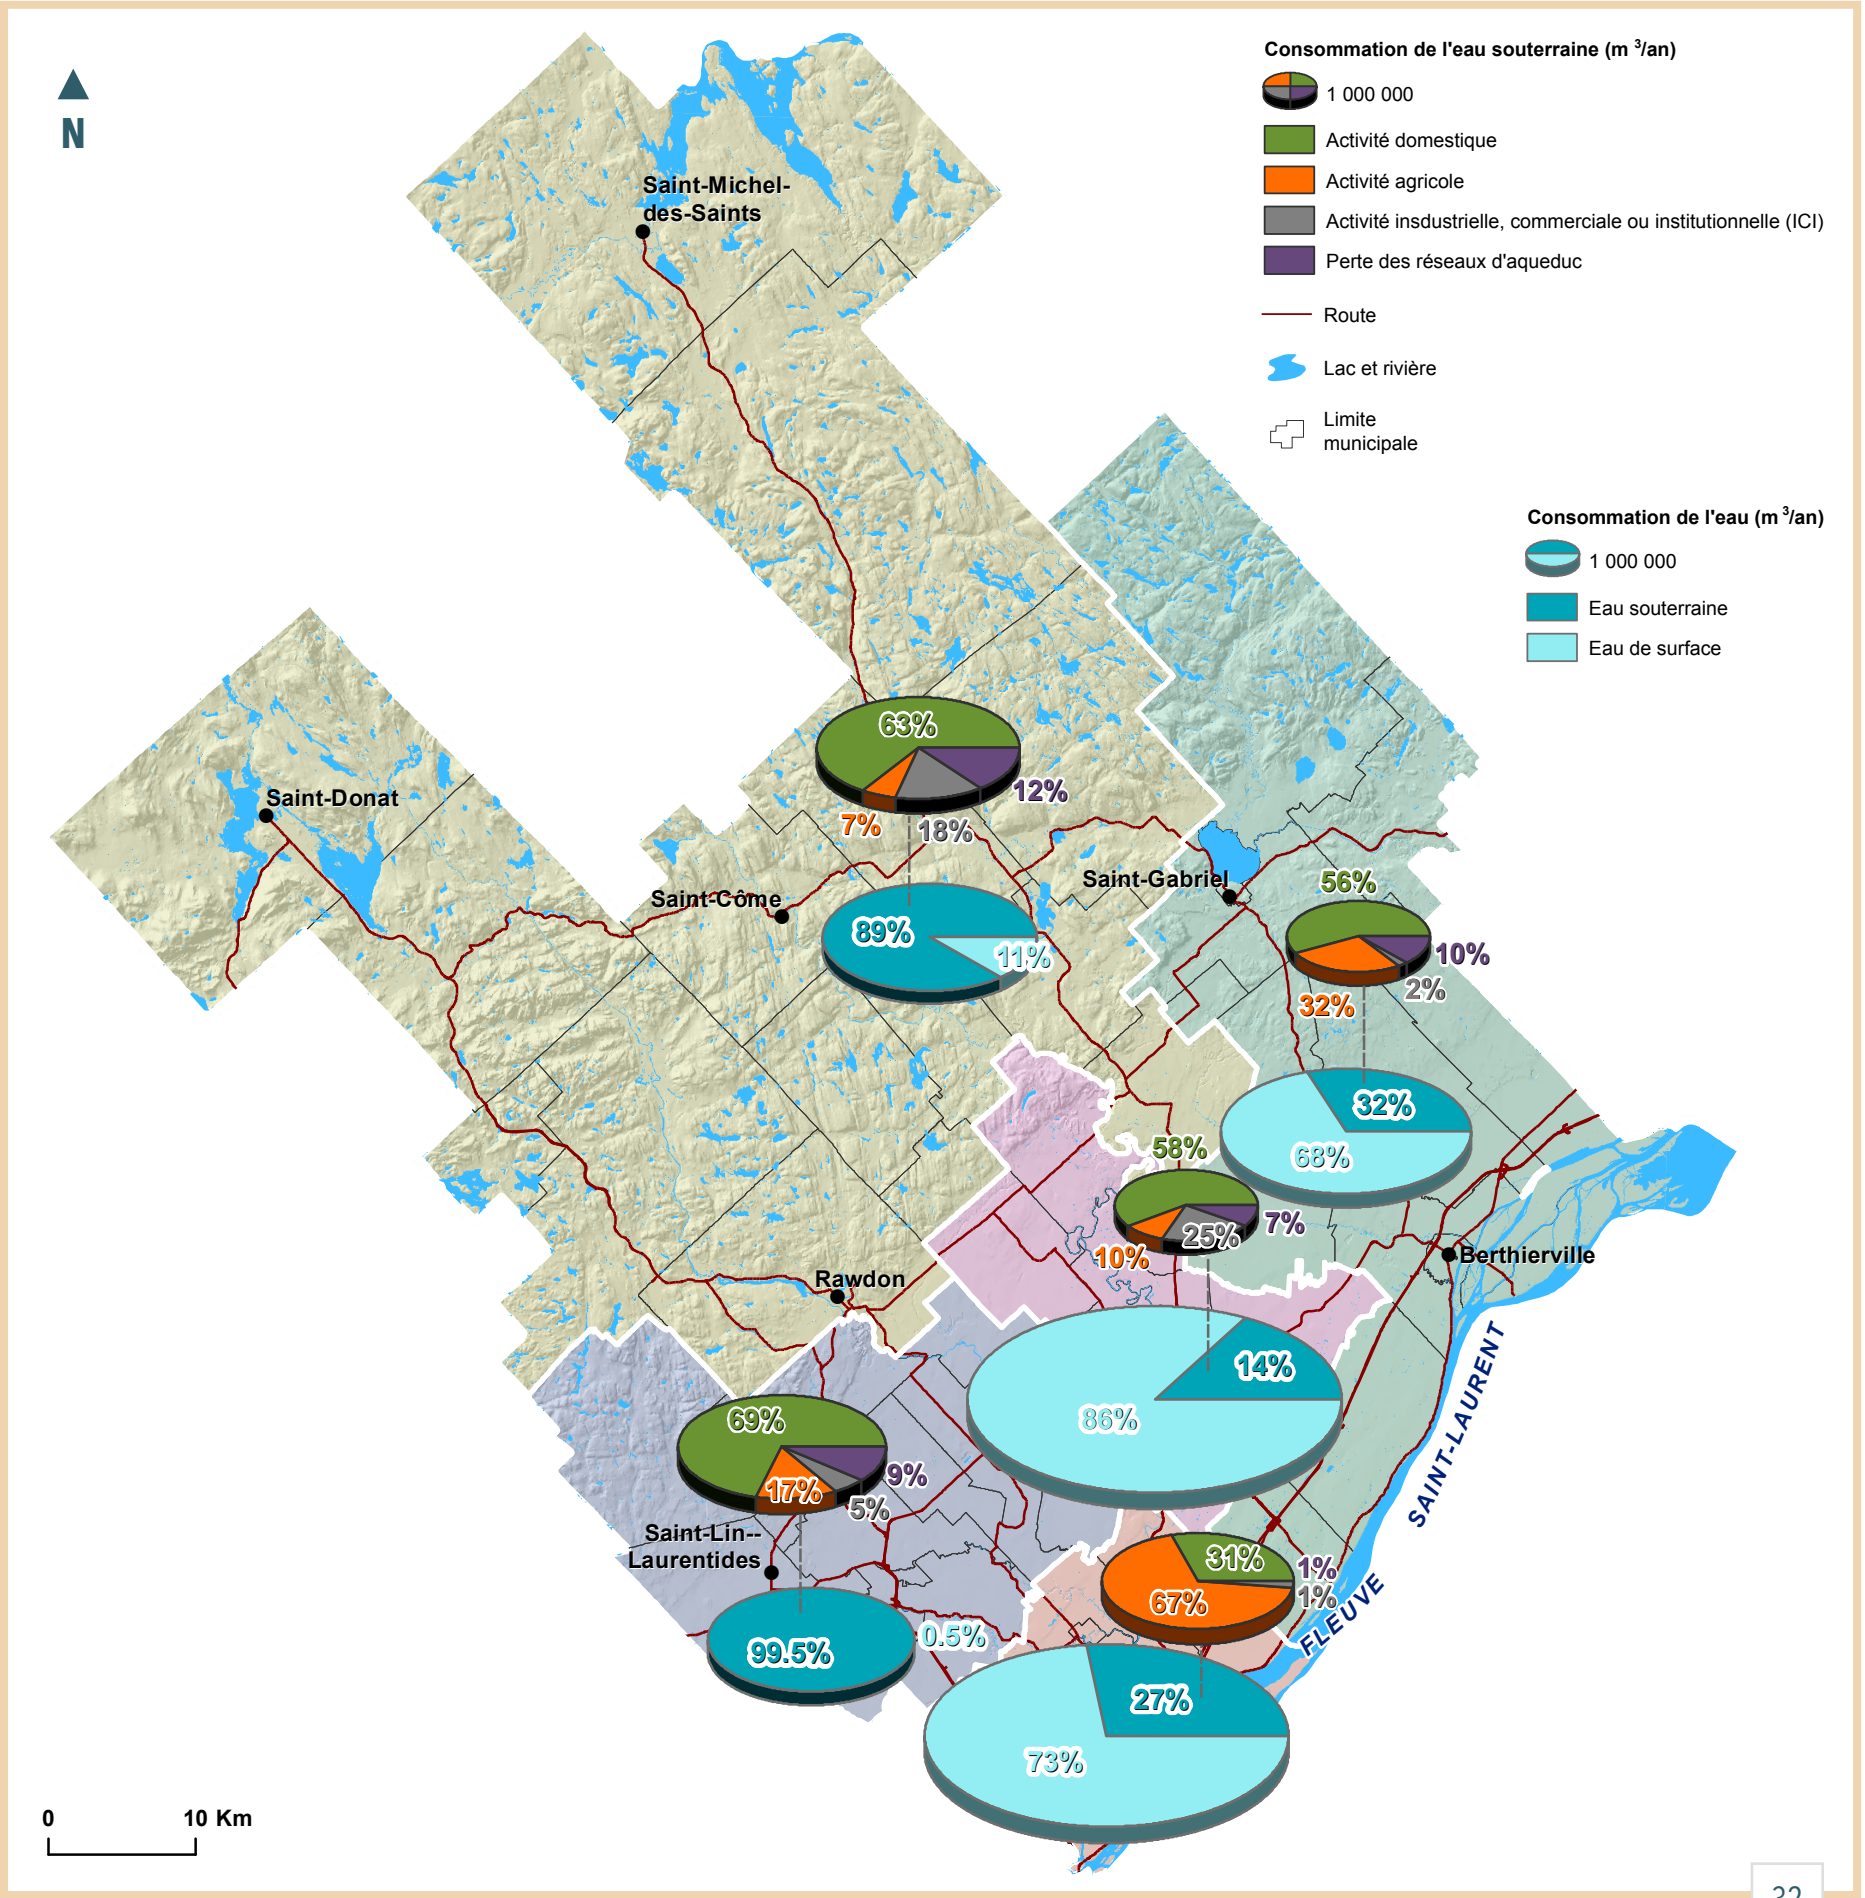 N
Consommation de l'eau souterraine (m³/an)
1 000 000
Activité domestique
Activité agricole
Activité insdustrielle, commerciale ou institutionnelle (ICI)
Perte des réseaux d'aqueduc
Route
Lac et rivière
Limite
municipale
Consommation de l'eau (m³/an)
1 000 000
Eau souterraine
Eau de surface
Saint-Michel-
des-Saints
63%
12%
7%
18%
Saint-Donat
Saint-Côme
89%
11%
Saint-Gabriel
56%
10%
2%
32%
32%
68%
58%
7%
25%
10%
Berthierville
Rawdon
14%
86%
69%
9%
17%
5%
Saint-Lin--
Laurentides
99.5%
0.5%
31%
1%
1%
67%
27%
73%
FLEUVE
SAINT-LAURENT
0
10 Km
32